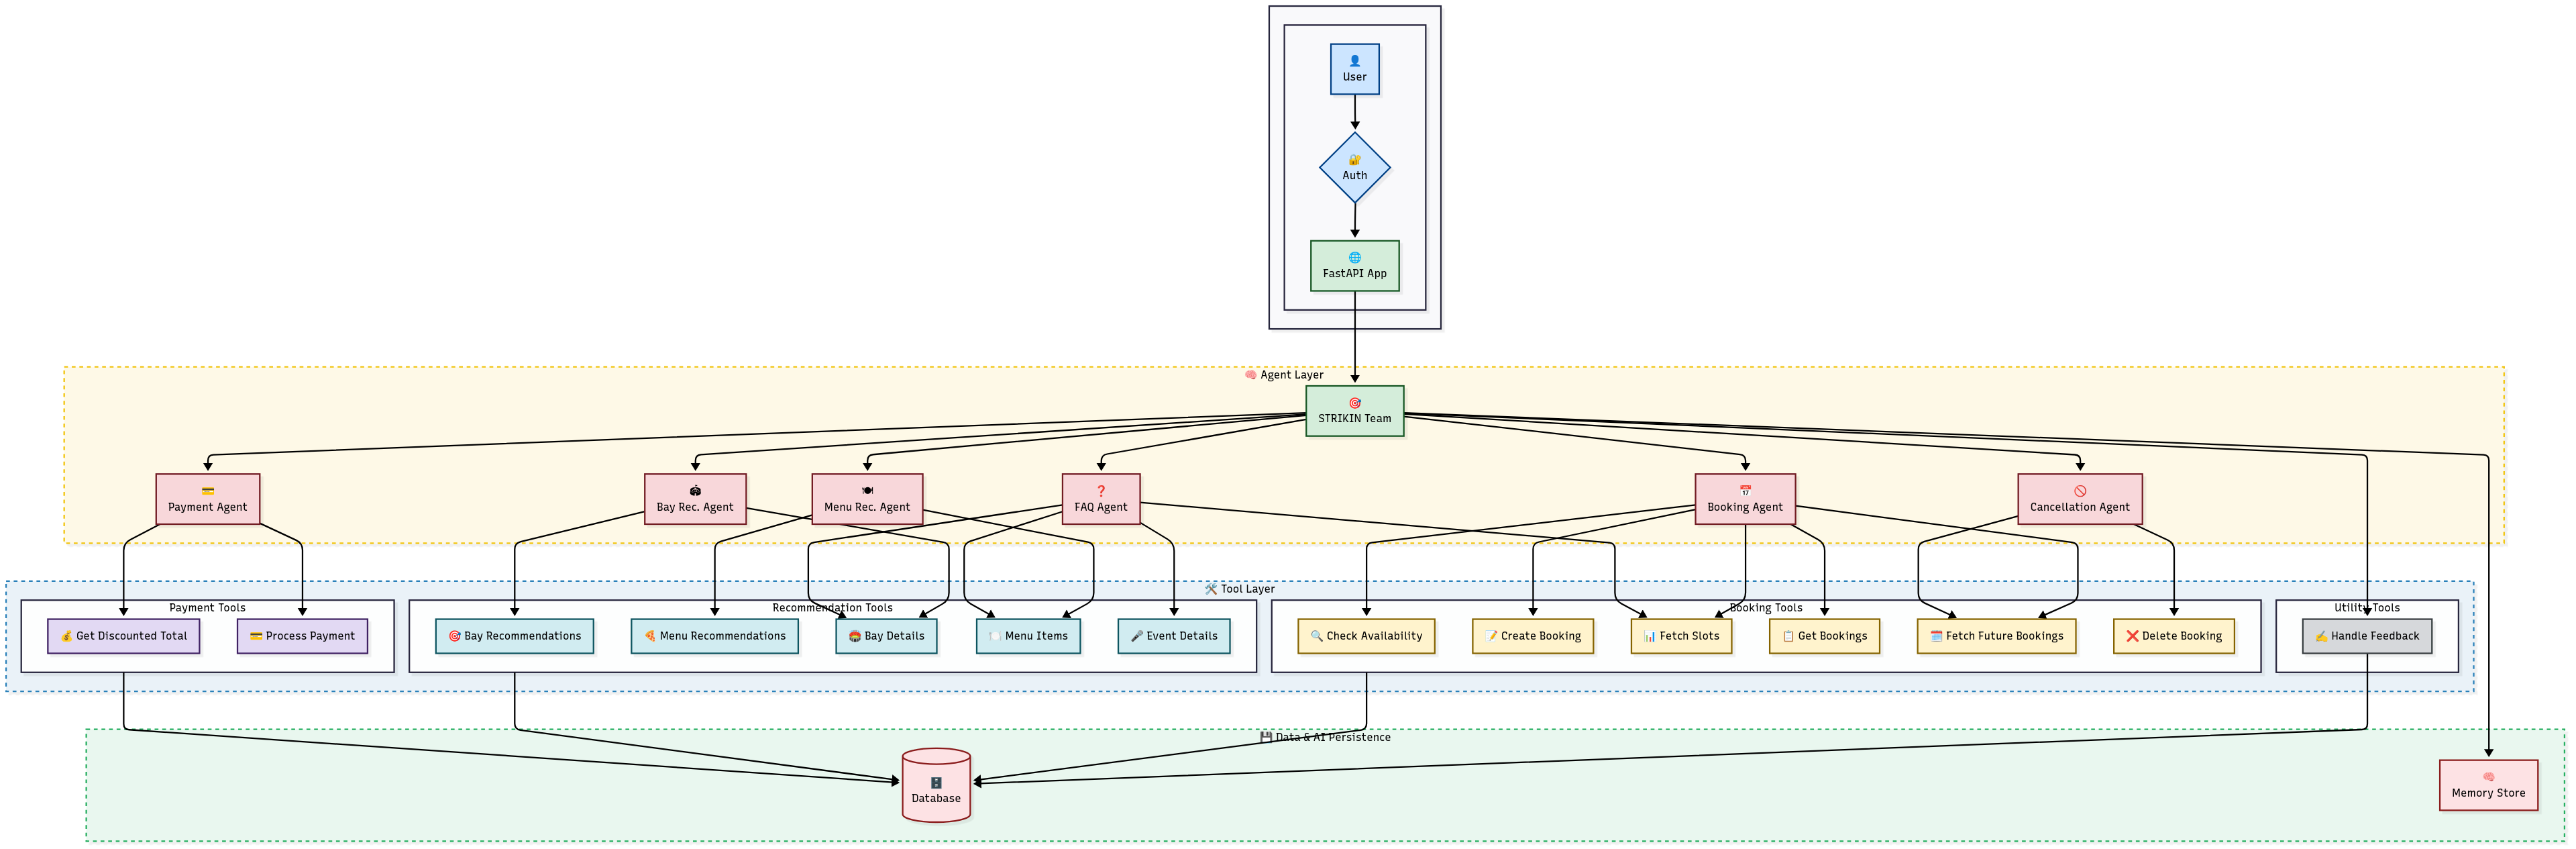 👤
User
🔐
Auth
🌐
FastAPI App
🧠 Agent Layer
🎯
STRIKIN Team
💳
Payment Agent
🏟
Bay Rec. Agent
🍽
Menu Rec. Agent
❓
FAQ Agent
📅
Booking Agent
🚫
Cancellation Agent
🛠️ Tool Layer
Payment Tools
Recommendation Tools
Booking Tools
Utility Tools
💰 Get Discounted Total
💳 Process Payment
🎯 Bay Recommendations
🍕 Menu Recommendations
🏟️ Bay Details
🍽️ Menu Items
🎤 Event Details
🔍 Check Availability
📝 Create Booking
📊 Fetch Slots
📋 Get Bookings
🗓️ Fetch Future Bookings
❌ Delete Booking
✍️ Handle Feedback
💾 Data & AI Persistence
🗄️
Database
🧠
Memory Store